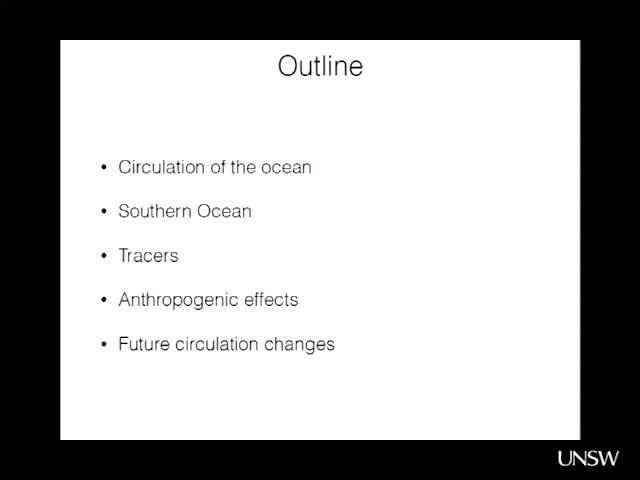 Outline
• Circulation of the ocean
• Southern Ocean
• Tracers
• Anthropogenic effects
• Future circulation changes
UNSW